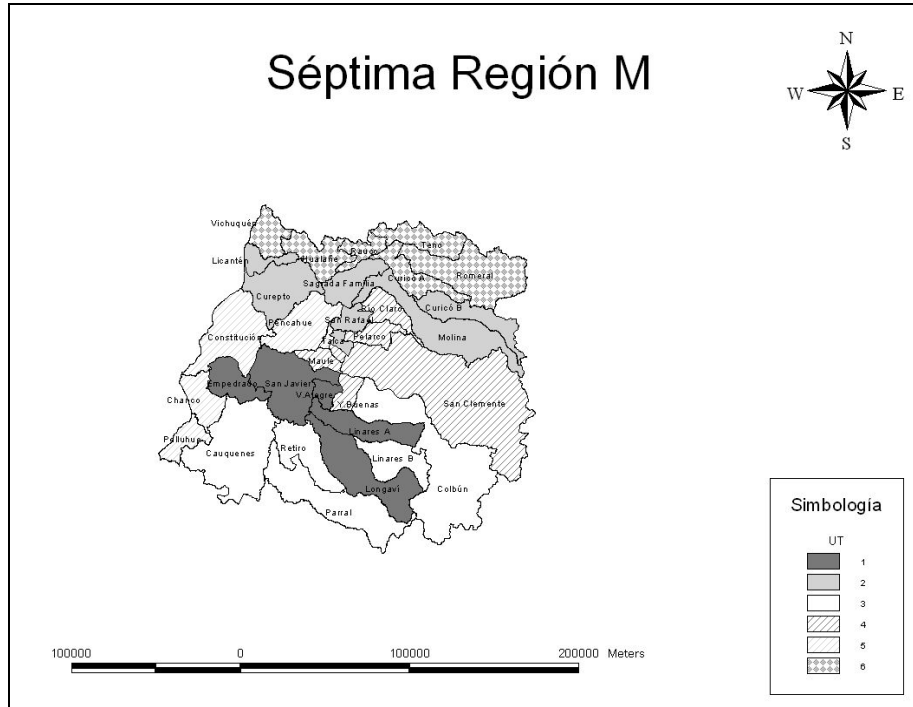 Séptima Región M
N
W E
S
Vichuquén
Teno
Rauco
Hualañe
Licantén
Romeral
Curicó A
Sagrada Familia
Curepto
Curicó B
Río Claro
San Rafael
Pencahue
Constitución
Talca
Pelarco
Molina
Maule
Empedrado
San Javier
V.Alegre
Chanco
Y.Buenas
San Clemente
Linares A
Pelluhue
Retiro
Cauquenes
Linares B
Longaví
Colbún
Parral
Simbología
UT
1
2
3
4
5
6
100000 0 100000 200000 Meters